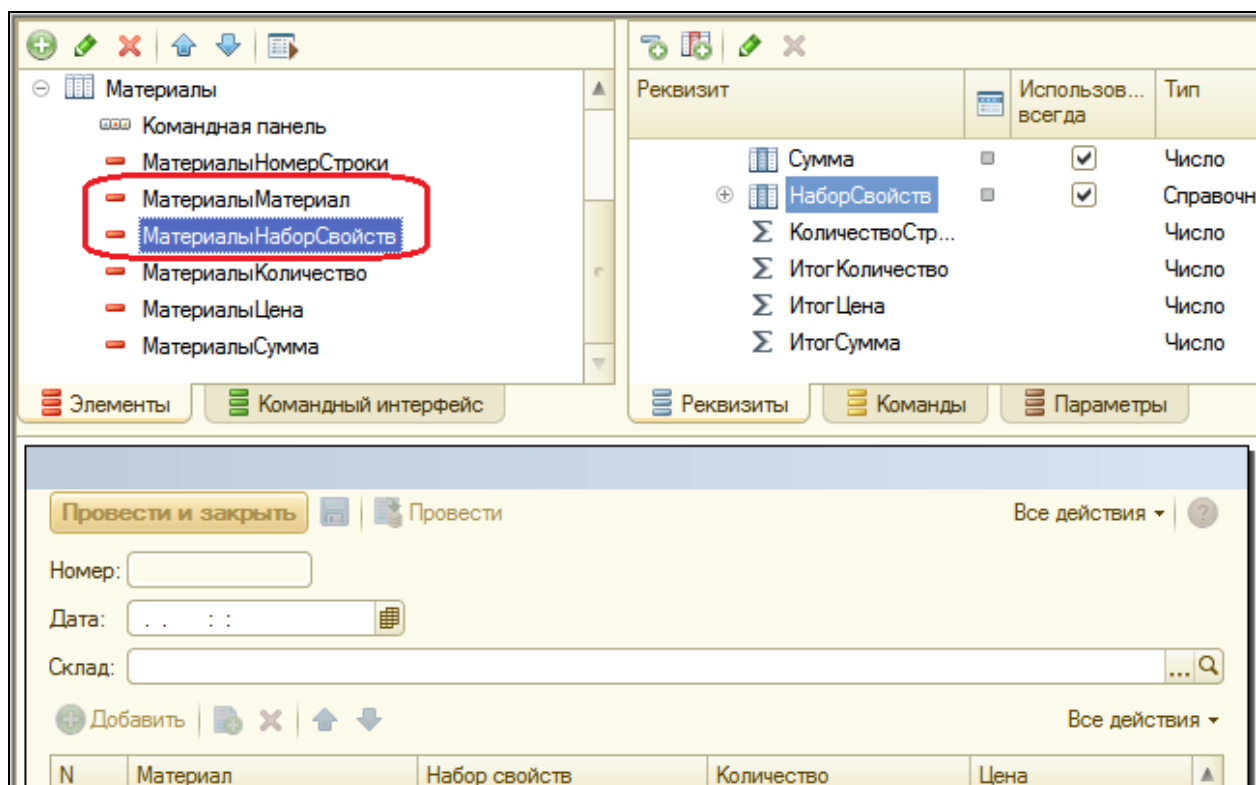 Материалы
Командная панель
МатериалыНомерСтроки
МатериалыМатериал
МатериалыНаборСвойств
МатериалыКоличество
МатериалыЦена
МатериалыСумма
Элементы Командный интерфейс
Реквизит Использов... всегда Тип
Сумма Число
НаборСвойств Справочн
КоличествоСтр... Число
ИтогКоличество Число
ИтогЦена Число
ИтогСумма Число
Реквизиты Команды Параметры
Провести и закрыть Провести Все действия
Номер:
Дата: . . : :
Склад: ...
Добавить Все действия
N Материал Набор свойств Количество Цена